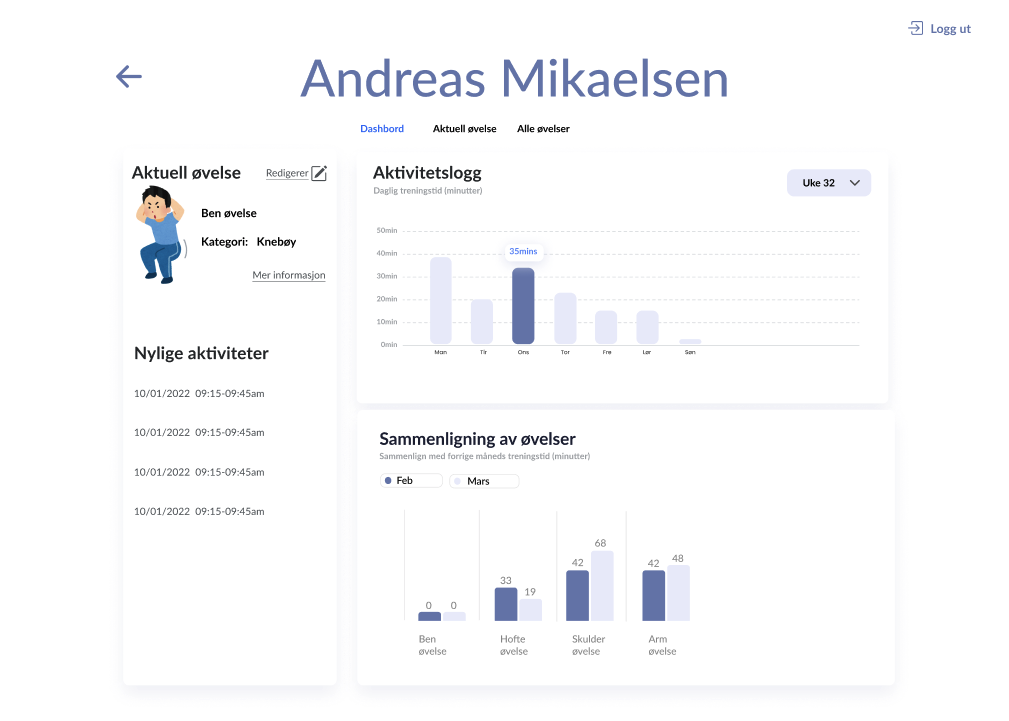 Logg ut
Andreas Mikaelsen
Dashbord Aktuell øvelse Alle øvelser
Aktuell øvelse Redigerer
Ben øvelse
Kategori: Knebøy
Mer informasjon
Nylige aktiviteter
10/01/2022 09:15-09:45am
10/01/2022 09:15-09:45am
10/01/2022 09:15-09:45am
10/01/2022 09:15-09:45am
Aktivitetslogg
Daglig treningstid (minutter)
Uke 32
50min
40min
35mins
30min
20min
10min
0min
Man Tir Ons Tor Fre Lør Søn
Sammenligning av øvelser
Sammenlign med forrige måneds treningstid (minutter)
Feb Mars
0 0 33 19 42 68 42 48
Ben øvelse
Hofte øvelse
Skulder øvelse
Arm øvelse